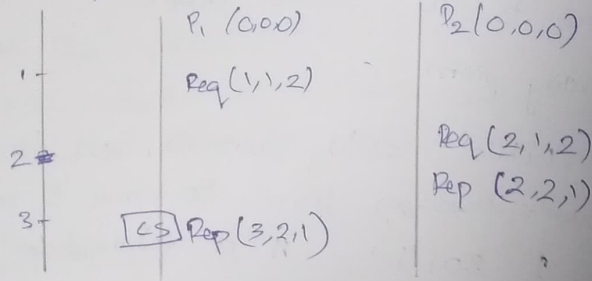 P₁ (0,0,0) P₂(0,0,0)
1 Req(1,1,2)
2 Req(2,1,2)
Rep (2,2,1)
3 CS Rep(3,2,1)